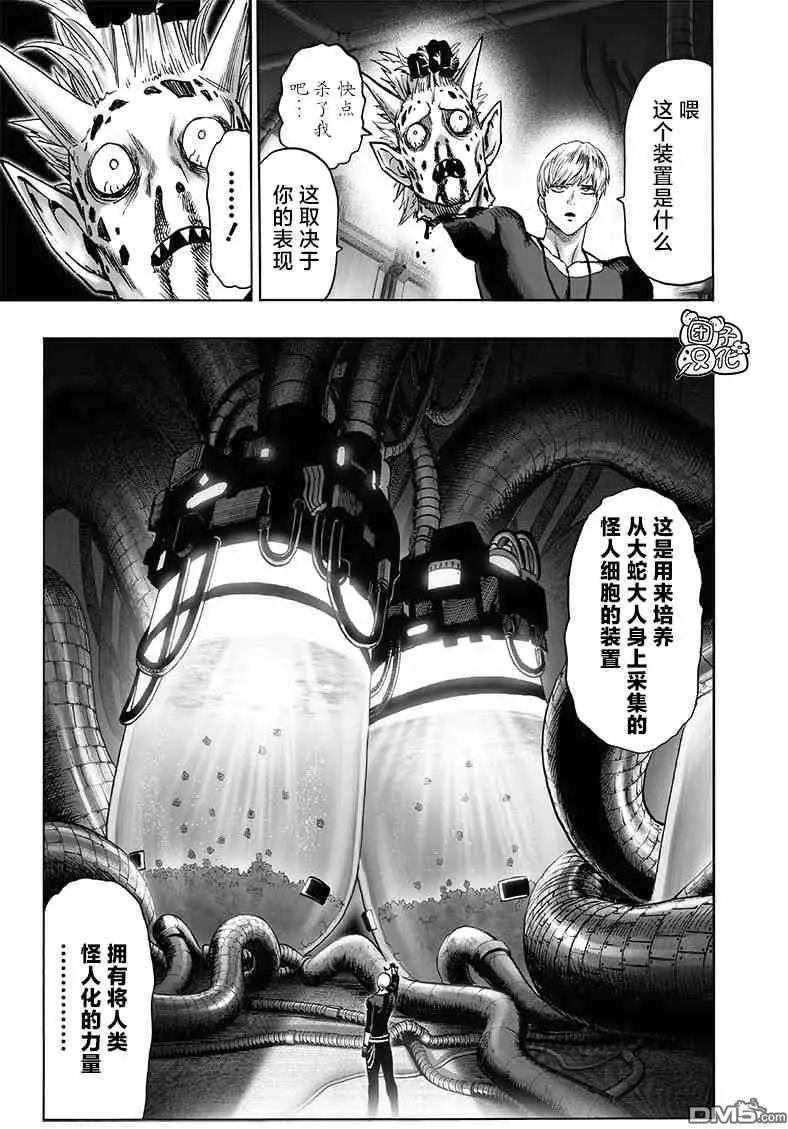 喂
这个装置是什么
快点
杀了我
吧…
这取决于
你的表现
……！
这是用来培养
从大蛇大人身上采集的
怪人细胞的装置
拥有将人类
怪人化的力量
………
团子
汉化
DM5.com